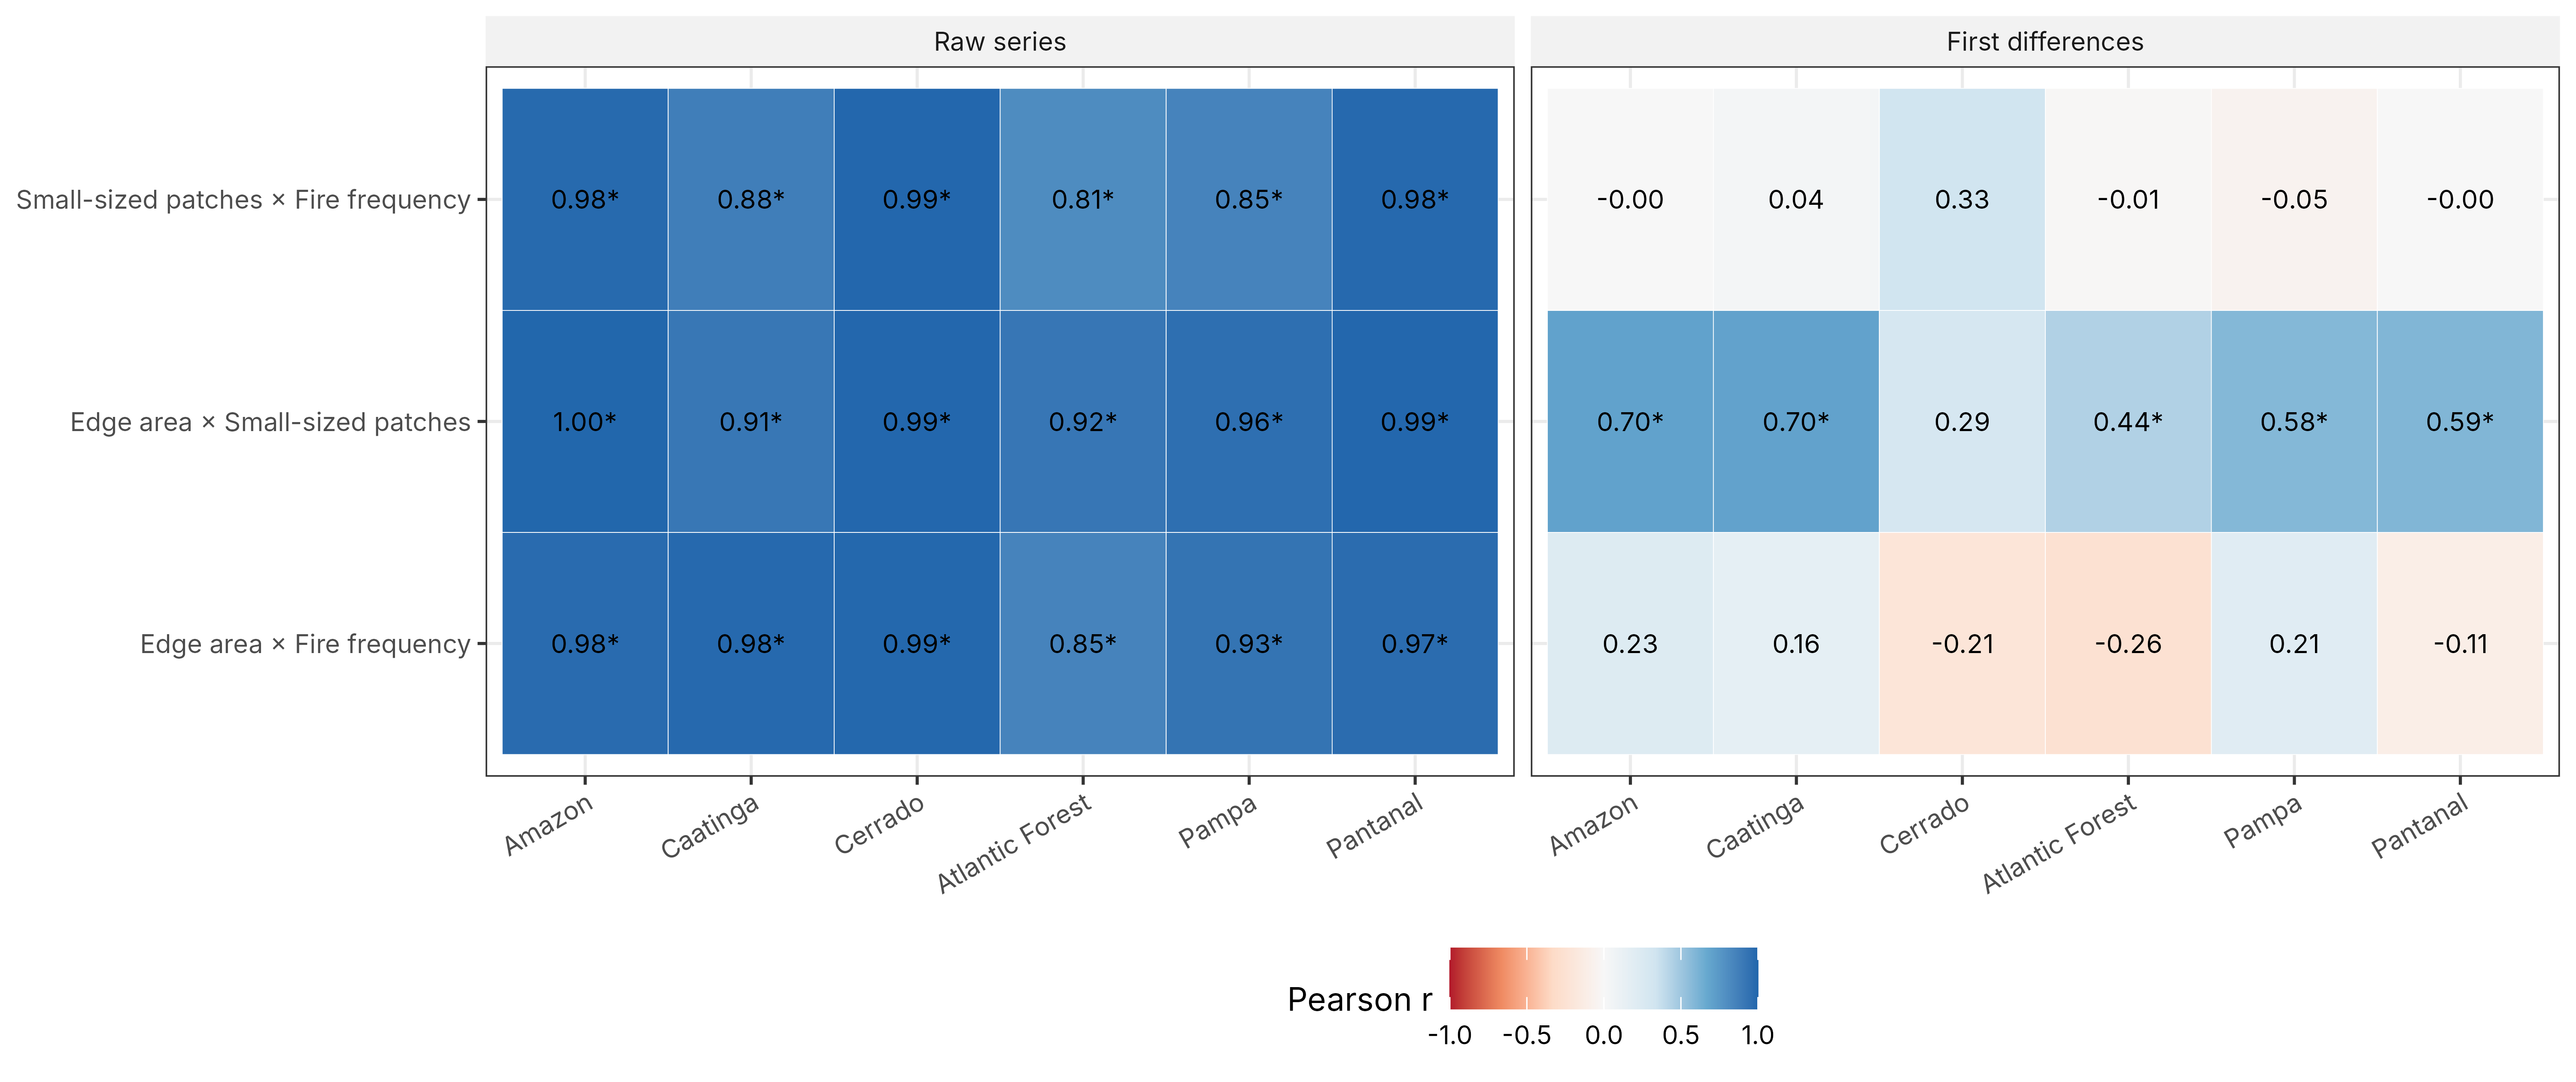 Raw series
First differences
Small-sized patches × Fire frequency
0.98* 0.88* 0.99* 0.81* 0.85* 0.98*
-0.00 0.04 0.33 -0.01 -0.05 -0.00
Edge area × Small-sized patches
1.00* 0.91* 0.99* 0.92* 0.96* 0.99*
0.70* 0.70* 0.29 0.44* 0.58* 0.59*
Edge area × Fire frequency
0.98* 0.98* 0.99* 0.85* 0.93* 0.97*
0.23 0.16 -0.21 -0.26 0.21 -0.11
Amazon Caatinga Cerrado Atlantic Forest Pampa Pantanal
Amazon Caatinga Cerrado Atlantic Forest Pampa Pantanal
Pearson r
-1.0 -0.5 0.0 0.5 1.0